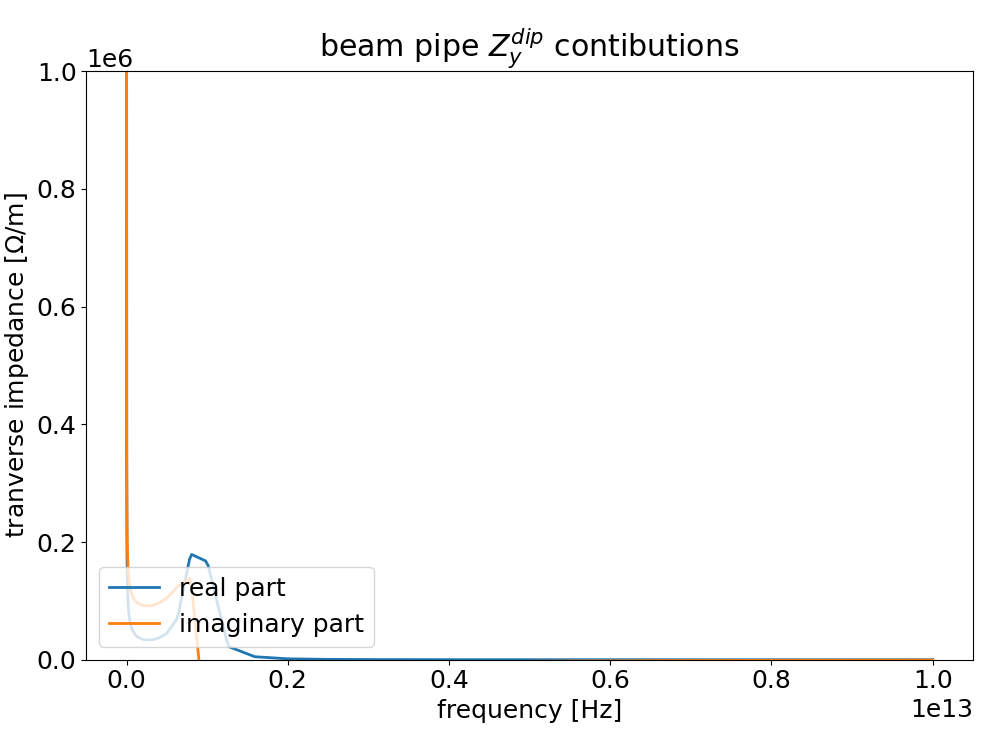 beam pipe $Z_y^{dip}$ contibutions
1e6
1.0
0.8
0.6
0.4
0.2
0.0
tranverse impedance [Ω/m]
real part
imaginary part
0.0 0.2 0.4 0.6 0.8 1.0
frequency [Hz]
1e13